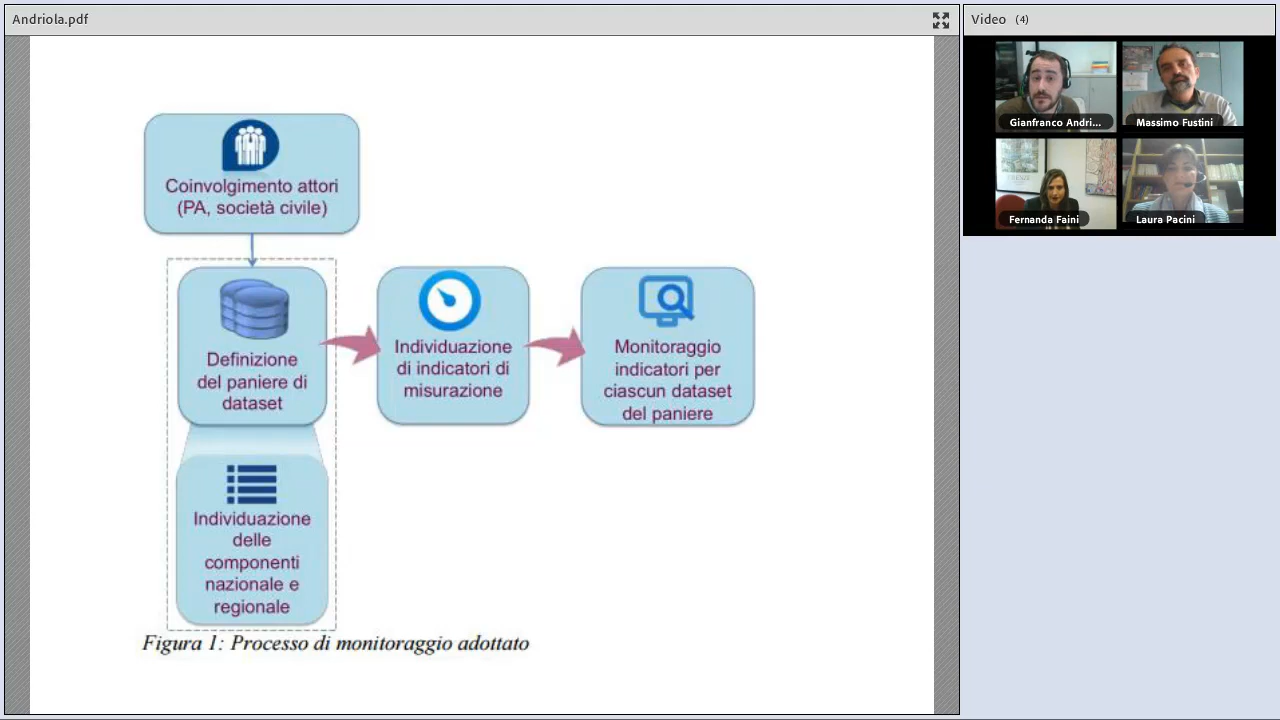 Andriola.pdf
Video (4)
Gianfranco Andri...
Massimo Fustini
Fernanda Faini
Laura Pacini
Coinvolgimento attori
(PA, società civile)
Definizione
del paniere di
dataset
Individuazione
di indicatori di
misurazione
Monitoraggio
indicatori per
ciascun dataset
del paniere
Individuazione
delle
componenti
nazionale e
regionale
Figura 1: Processo di monitoraggio adottato